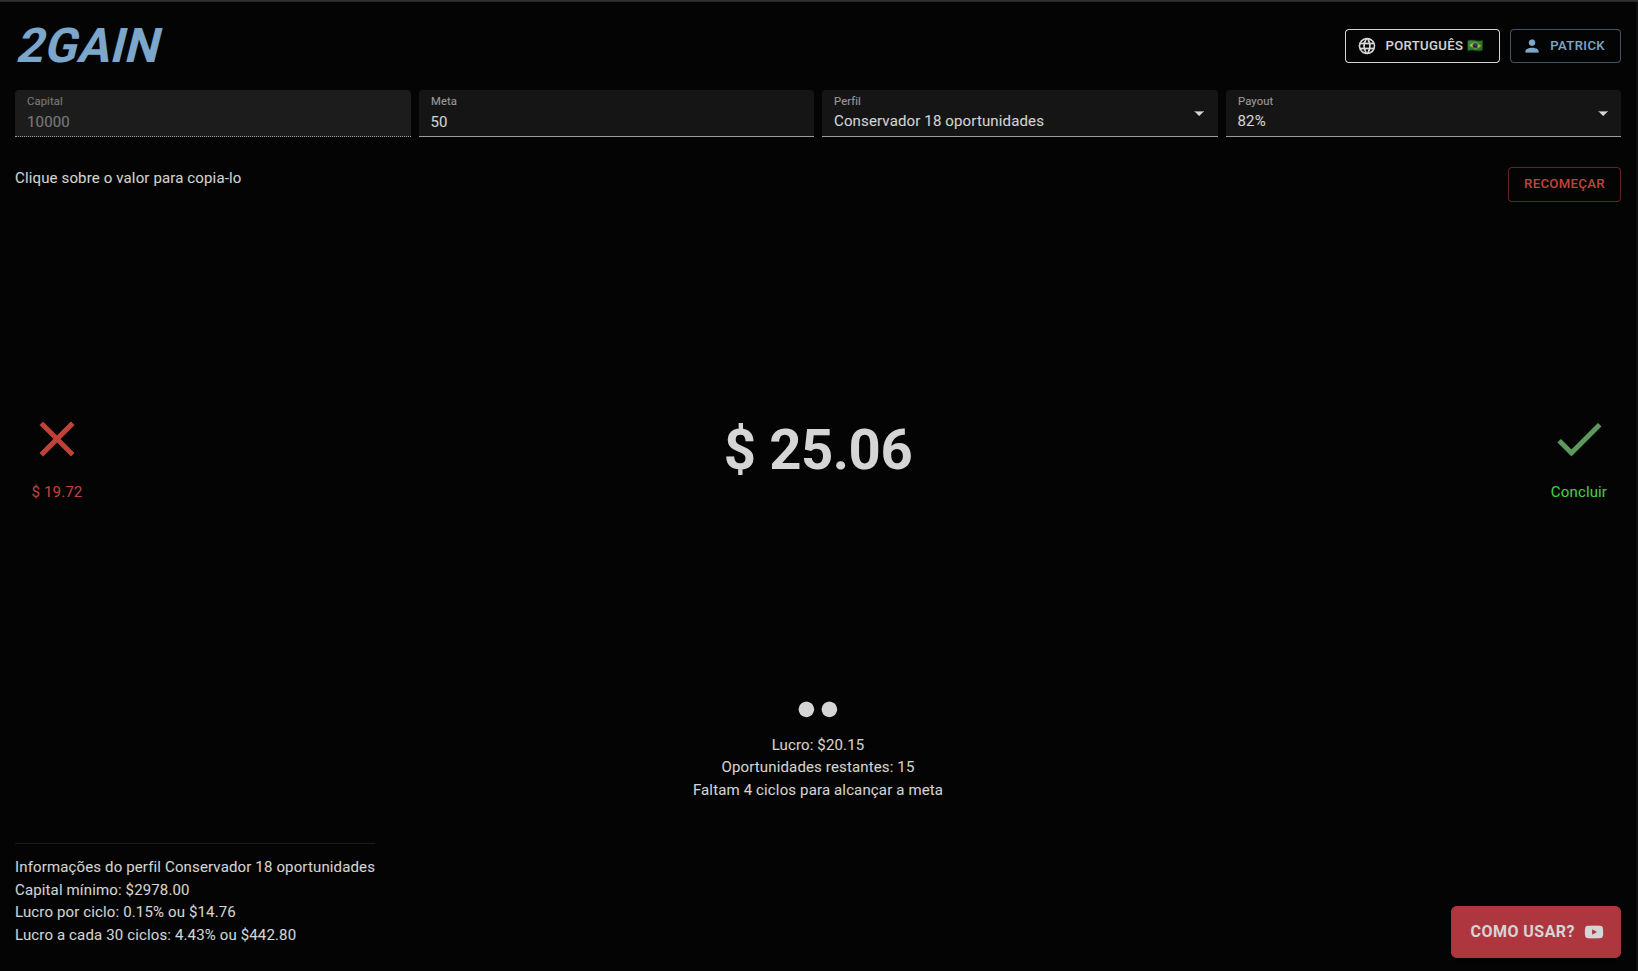 2GAIN
PORTUGUÊS 🇧🇷
PATRICK
Capital
10000
Meta
50
Perfil
Conservador 18 oportunidades
Payout
82%
Clique sobre o valor para copia-lo
RECOMEÇAR
$ 25.06
$ 19.72
Concluir
Lucro: $20.15
Oportunidades restantes: 15
Faltam 4 ciclos para alcançar a meta
Informações do perfil Conservador 18 oportunidades
Capital mínimo: $2978.00
Lucro por ciclo: 0.15% ou $14.76
Lucro a cada 30 ciclos: 4.43% ou $442.80
COMO USAR?